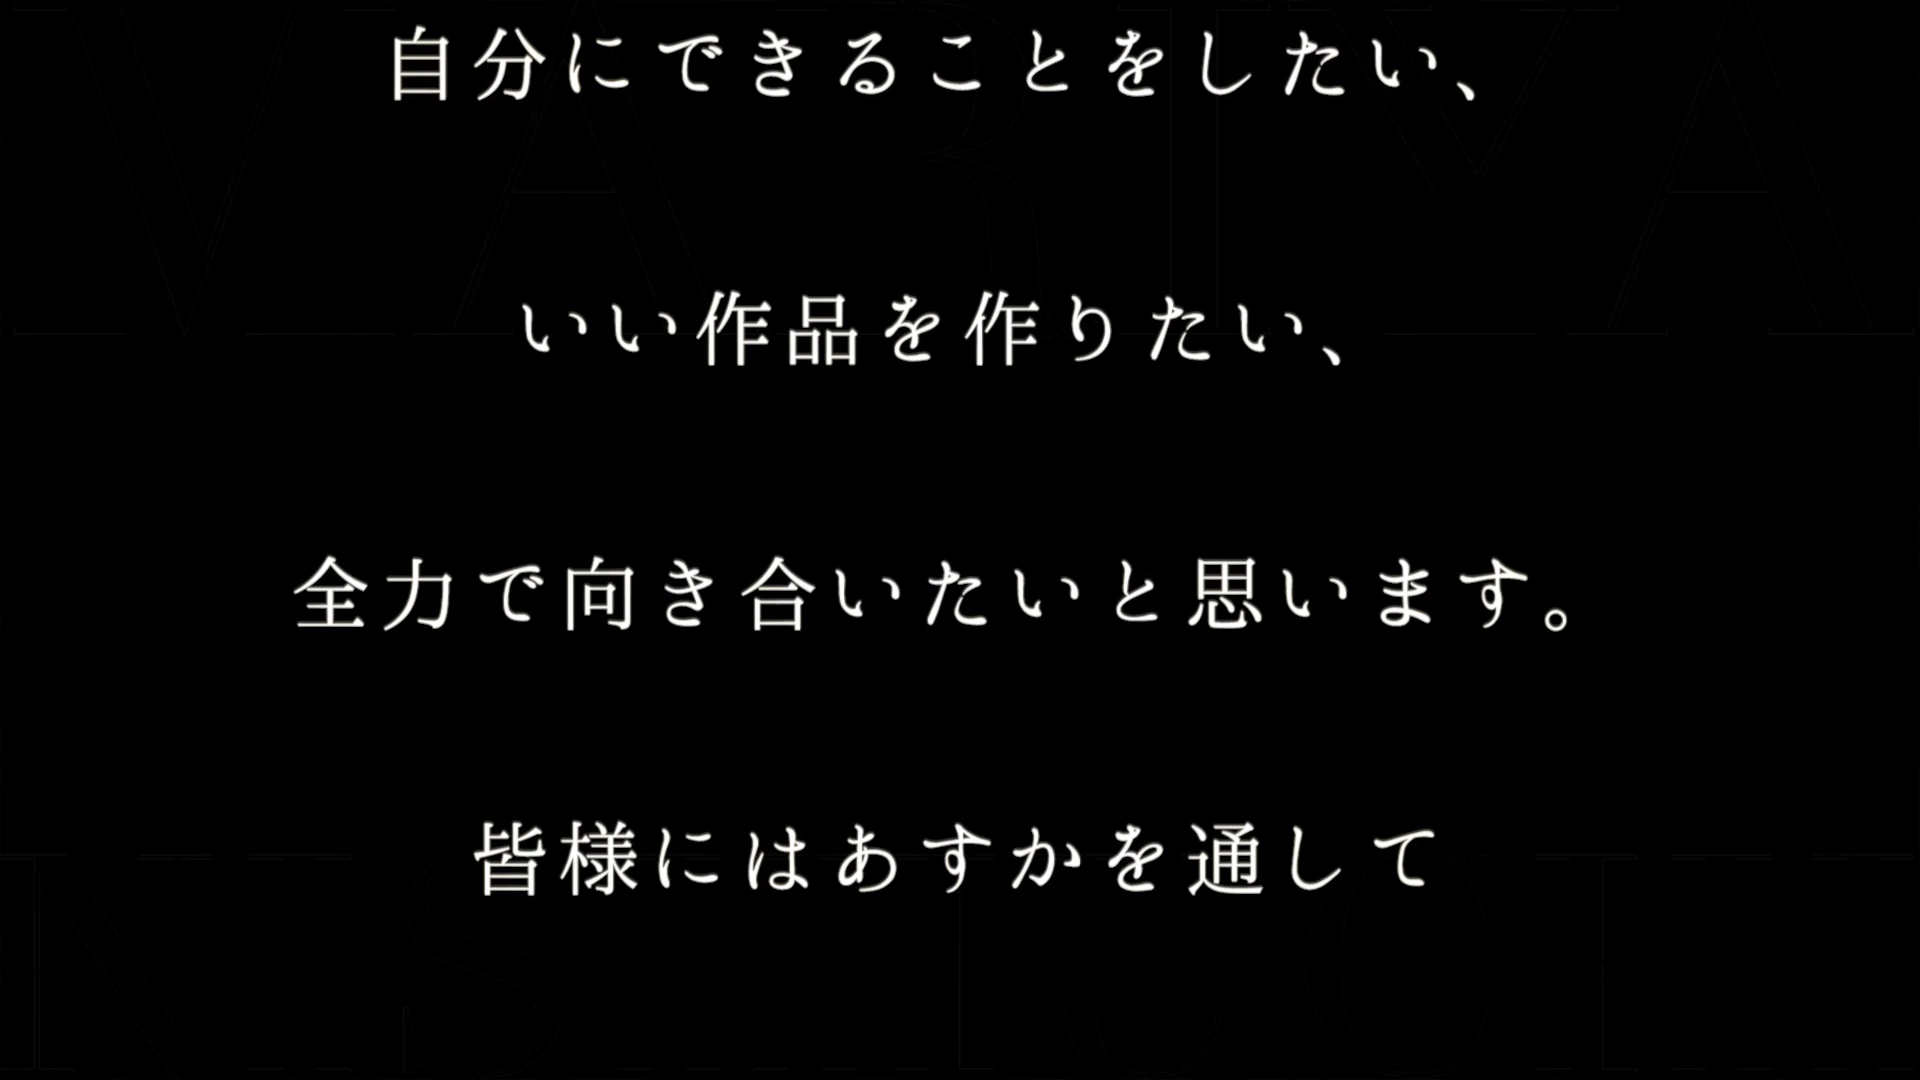 自分にできることをしたい、
いい作品を作りたい、
全力で向き合いたいと思います。
皆様にはあすかを通して